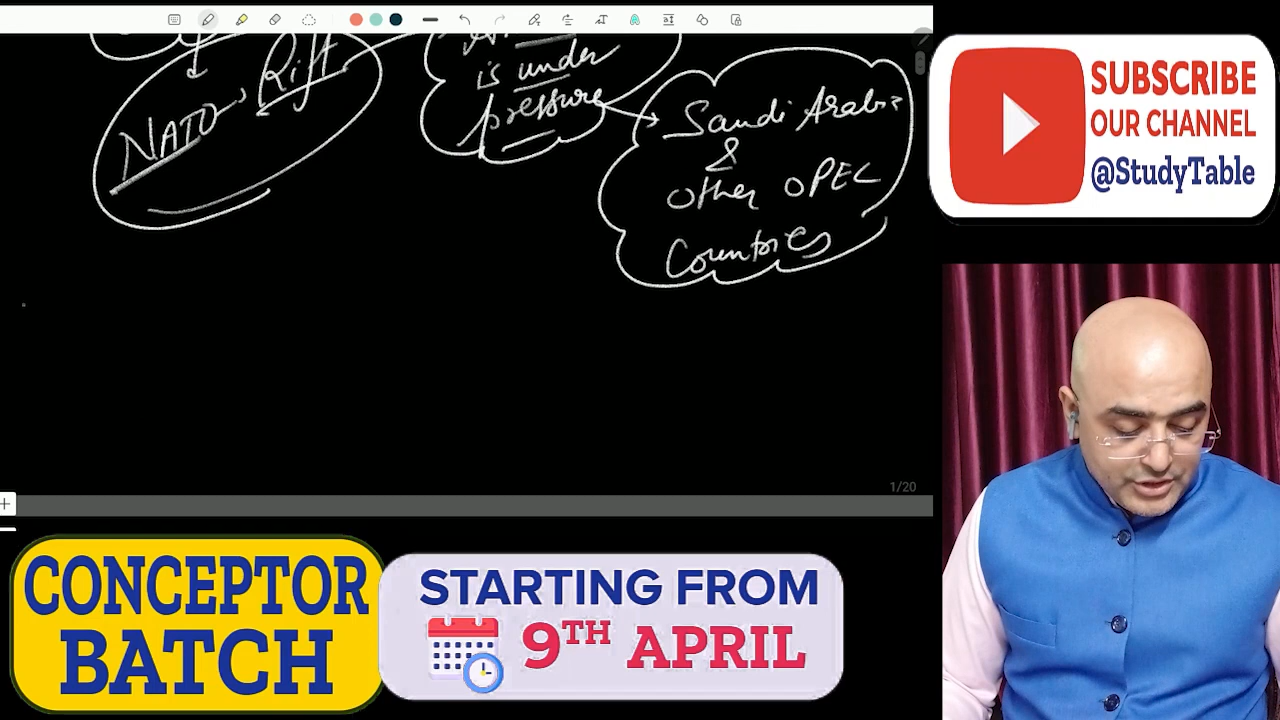 Rift
NATO
is under
pressure
Saudi Arabia
&
Other OPEC
Countries
1/20
SUBSCRIBE
OUR CHANNEL
@StudyTable
CONCEPTOR
BATCH
STARTING FROM
9TH APRIL